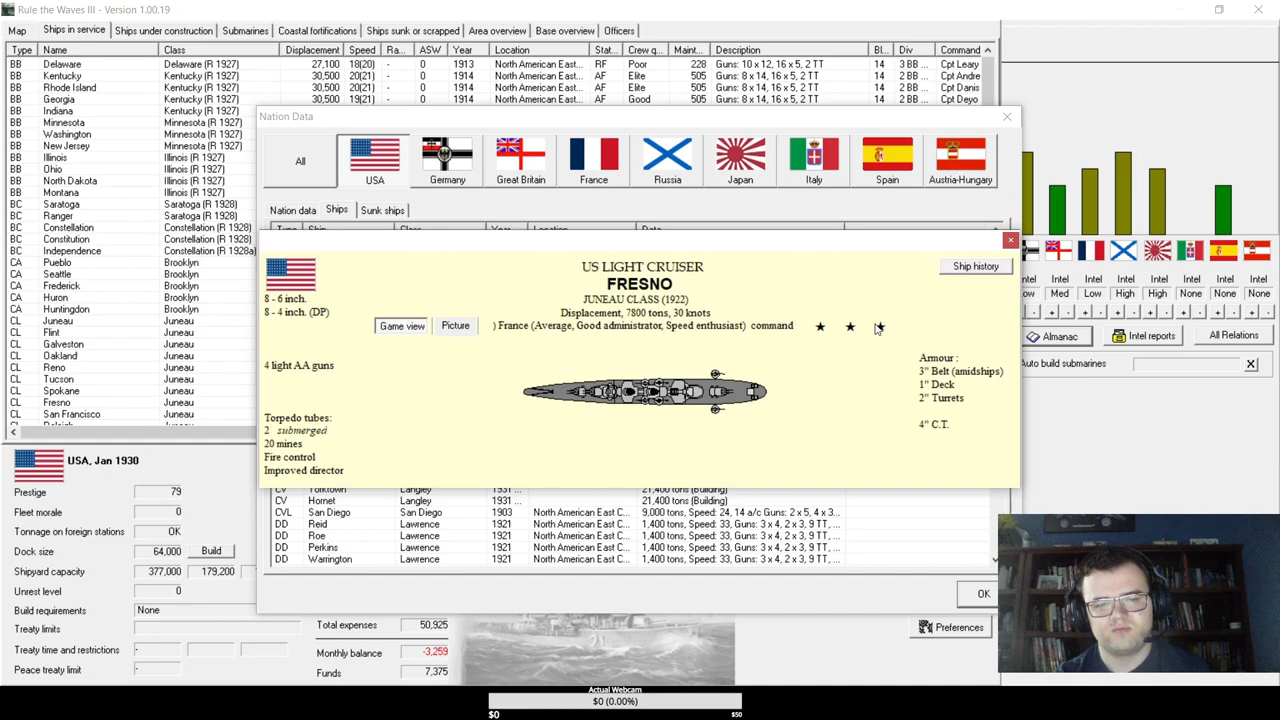 Rule the Waves III - Version 1.00.19
Map Ships in service Ships under construction Submarines Coastal fortifications Ships sunk or scrapped Area overview Base overview Officers
Type Name Class Displacement Speed Ra... ASW Year Location Stat... Crew q... Maint... Description Bl... Div Command
BB Delaware Delaware (R 1927) 27,100 18(20) - 0 1913 North American East... RF Poor 228 Guns: 10 x 12, 16 x 5, 2 TT 14 3 BB ... Cpt Leary
BB Kentucky Kentucky (R 1927) 30,500 20(21) - 0 1914 North American East... AF Elite 505 Guns: 8 x 14, 16 x 5, 2 TT 14 2 BB ... Cpt Andre
BB Rhode Island Kentucky (R 1927) 30,500 20(21) - 0 1914 North American East... AF Elite 505 Guns: 8 x 14, 16 x 5, 2 TT 14 2 BB ... Cpt Danis
BB Georgia Kentucky (R 1927) 30,500 19(21) - 0 1914 North American East... AF Good 505 Guns: 8 x 14, 16 x 5, 2 TT 14 2 BB ... Cpt Deyo
BB Indiana Kentucky (R 1927)
BB Minnesota Minnesota (R 1927)
BB Washington Minnesota (R 1927)
BB New Jersey Minnesota (R 1927)
BB Illinois Illinois (R 1927)
BB Ohio Illinois (R 1927)
BB North Dakota Illinois (R 1927)
BB Montana Illinois (R 1927)
BC Saratoga Saratoga (R 1928)
BC Ranger Saratoga (R 1928)
BC Constellation Constellation (R 1928)
BC Constitution Constellation (R 1928)
BC Independence Constellation (R 1928a)
CA Pueblo Brooklyn
CA Seattle Brooklyn
CA Frederick Brooklyn
CA Huron Brooklyn
CA Huntington Brooklyn
CL Juneau Juneau
CL Flint Juneau
CL Galveston Juneau
CL Oakland Juneau
CL Reno Juneau
CL Tucson Juneau
CL Spokane Juneau
CL Fresno Juneau
CL San Francisco Juneau
Nation Data
All USA Germany Great Britain France Russia Japan Italy Spain Austria-Hungary
Nation data Ships Sunk ships
US LIGHT CRUISER
FRESNO
JUNEAU CLASS (1922)
Displacement, 7800 tons, 30 knots
) France (Average, Good administrator, Speed enthusiast) command
Ship history
8 - 6 inch.
8 - 4 inch. (DP)
Game view Picture
4 light AA guns
Torpedo tubes:
2 submerged
20 mines
Fire control
Improved director
Armour :
3" Belt (amidships)
1" Deck
2" Turrets
4" C.T.
CV Yorktown Langley 1931 ... 21,400 tons (Building)
CV Hornet Langley 1931 ... 21,400 tons (Building)
CVL San Diego San Diego 1903 North American East C... 9,000 tons, Speed: 24, 14 a/c Guns: 2 x 5, 4 x 3...
DD Reid Lawrence 1921 North American East C... 1,400 tons, Speed: 33, Guns: 3 x 4, 2 x 3, 9 TT, ...
DD Roe Lawrence 1921 North American East C... 1,400 tons, Speed: 33, Guns: 3 x 4, 2 x 3, 9 TT, ...
DD Perkins Lawrence 1921 North American East C... 1,400 tons, Speed: 33, Guns: 3 x 4, 2 x 3, 9 TT, ...
DD Warrington Lawrence 1921 North American East C... 1,400 tons, Speed: 33, Guns: 3 x 4, 2 x 3, 9 TT, ...
OK
Intel Intel Intel Intel Intel Intel Intel Intel
Low Med High High High None None None
Almanac Intel reports All Relations
Auto build submarines
USA, Jan 1930
Prestige 79
Fleet morale 0
Tonnage on foreign stations OK
Dock size 64,000 Build
Shipyard capacity 377,000 179,200
Unrest level 0
Build requirements None
Treaty limits
Treaty time and restrictions - -
Peace treaty limit -
Total expenses 50,925
Monthly balance -3,259
Funds 7,375
Preferences
Actual Webcam
$0 (0.00%)
$0 $50